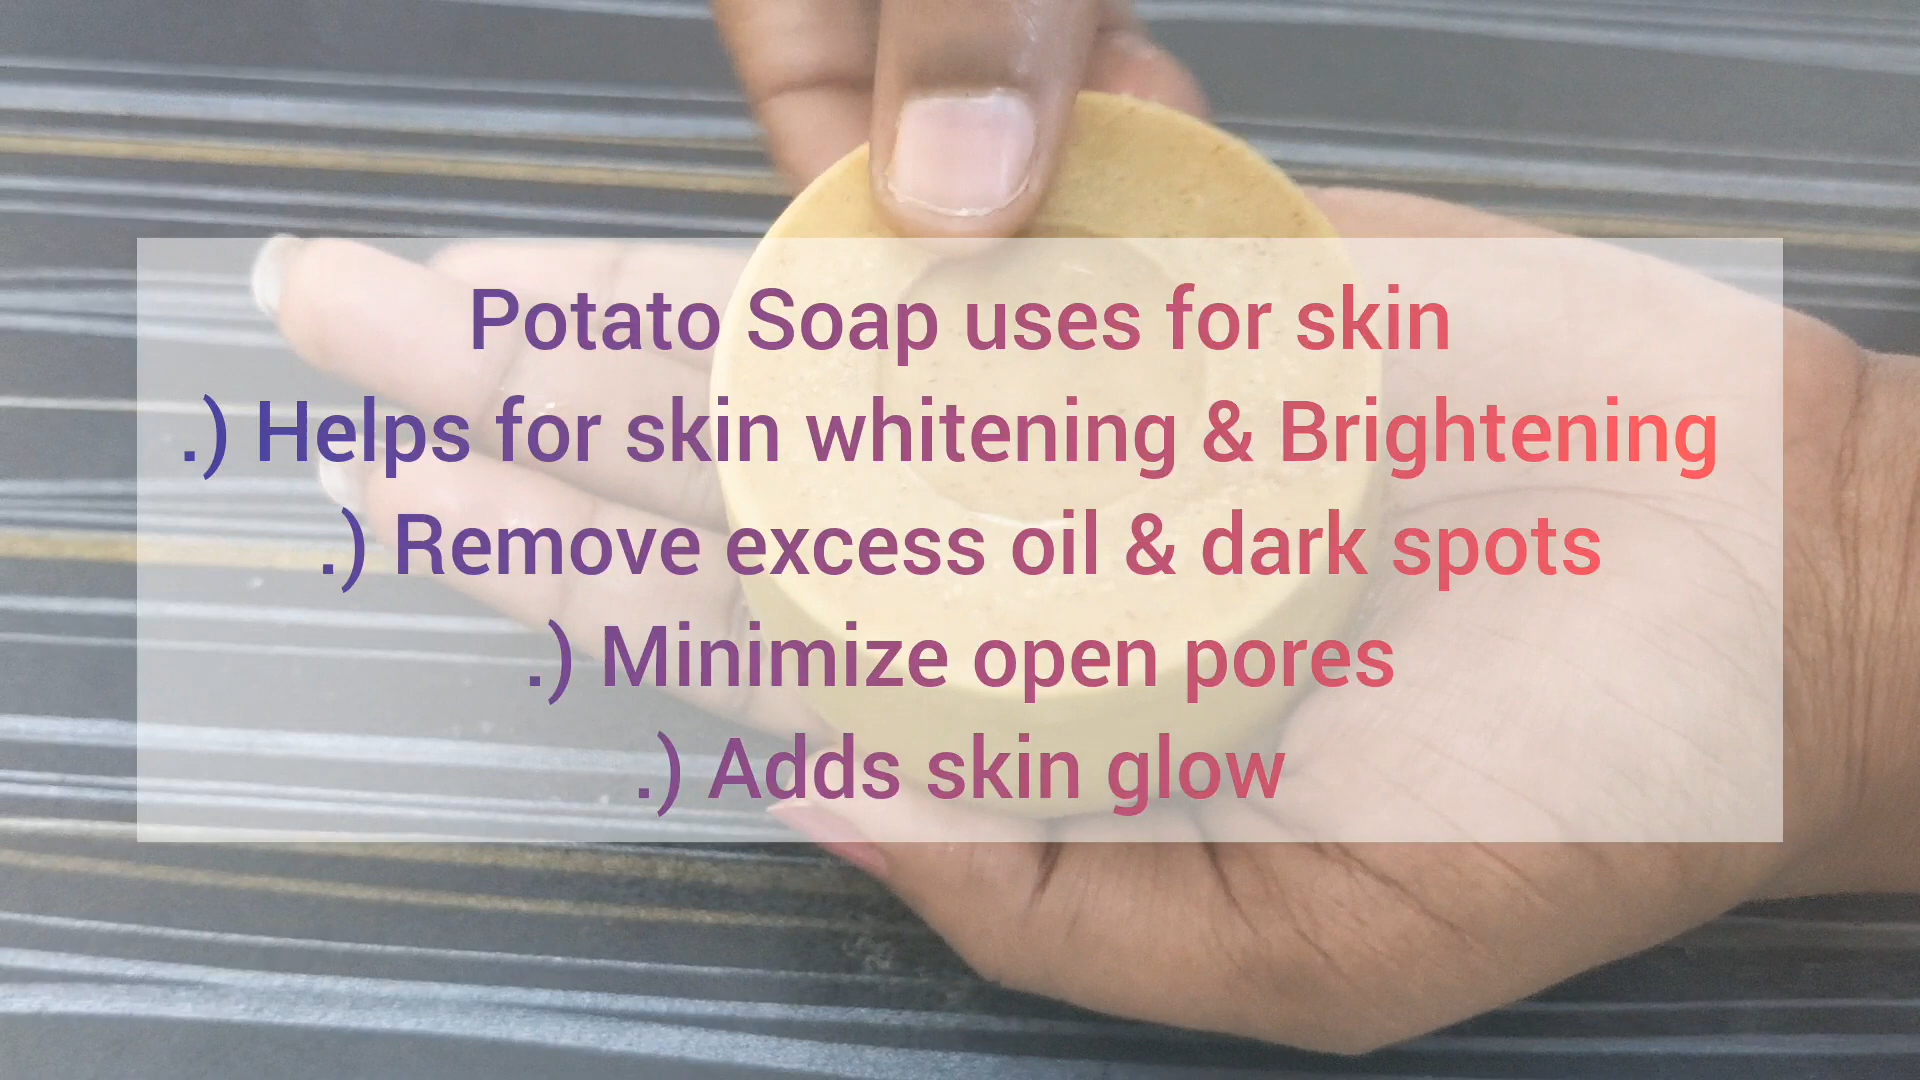 Potato Soap uses for skin
.) Helps for skin whitening & Brightening
.) Remove excess oil & dark spots
.) Minimize open pores
.) Adds skin glow